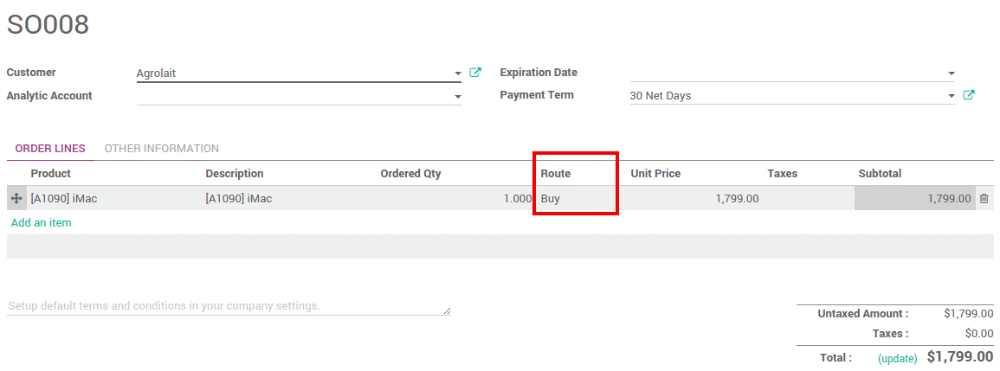 SO008
Customer Agrolait Expiration Date
Analytic Account Payment Term 30 Net Days
ORDER LINES OTHER INFORMATION
Product Description Ordered Qty Route Unit Price Taxes Subtotal
[A1090] iMac [A1090] iMac 1.000 Buy 1,799.00 1,799.00
Add an item
Setup default terms and conditions in your company settings.
Untaxed Amount : $1,799.00
Taxes : $0.00
Total : (update) $1,799.00